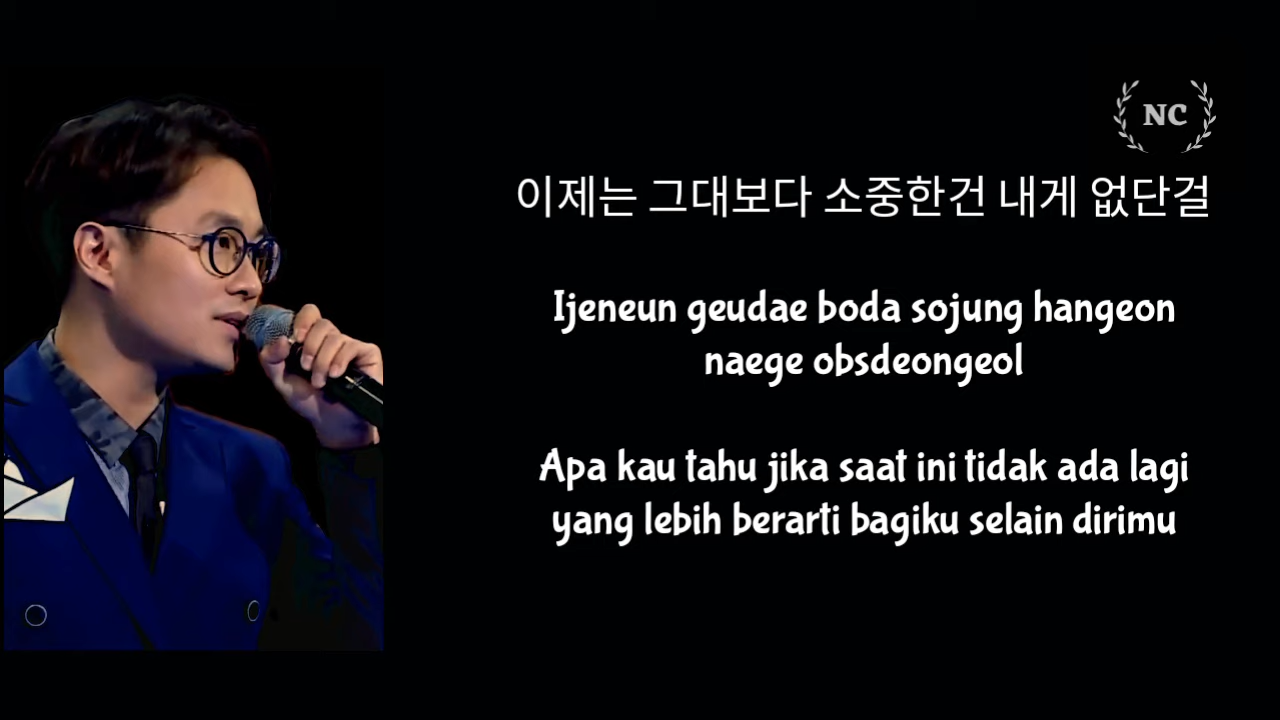 NC
이제는 그대보다 소중한건 내게 없단걸
Ijeneun geudae boda sojung hangeon
naege obsdeongeol
Apa kau tahu jika saat ini tidak ada lagi
yang lebih berarti bagiku selain dirimu